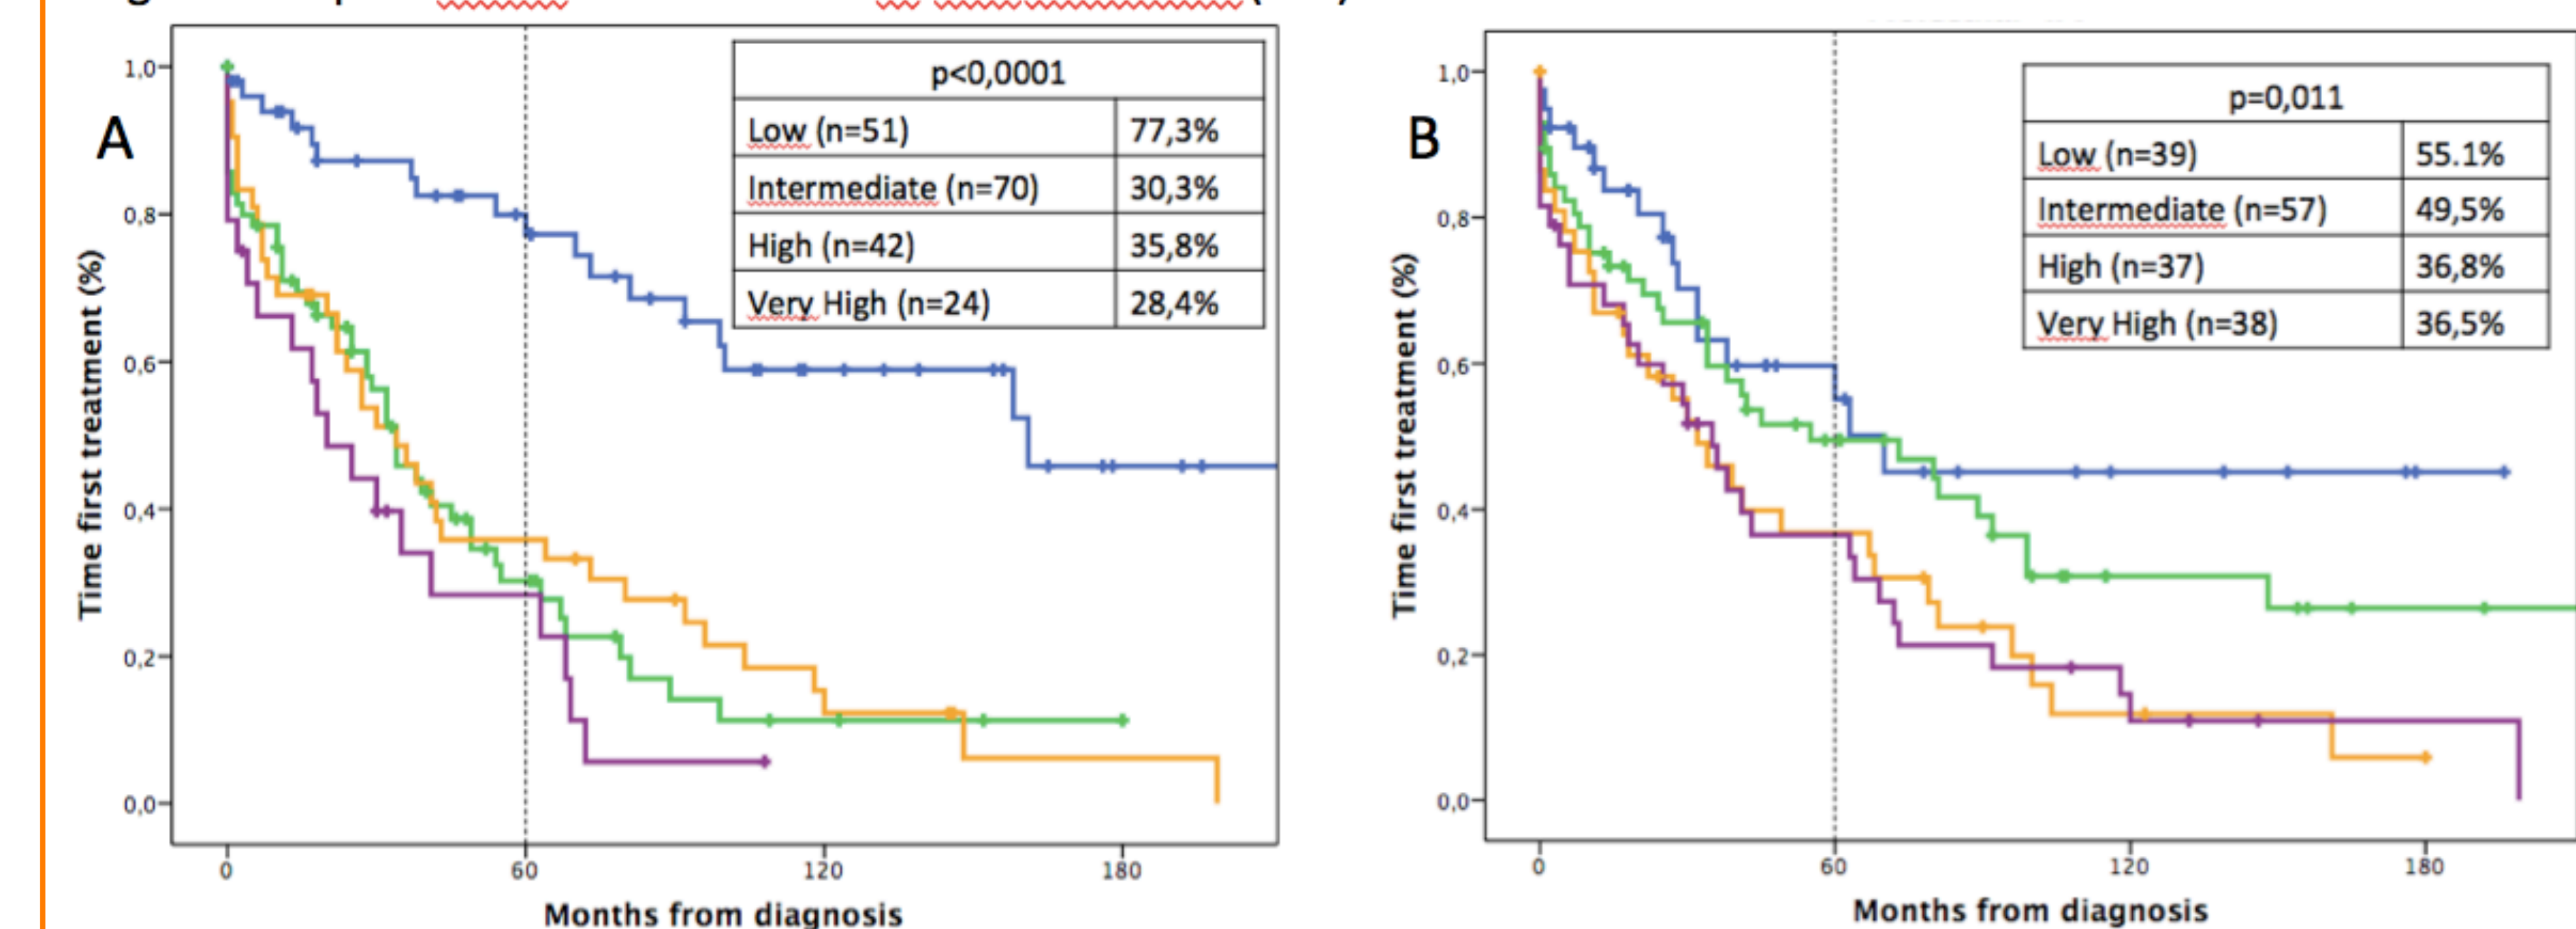 A
p<0,0001
Low (n=51) 77,3%
Intermediate (n=70) 30,3%
High (n=42) 35,8%
Very High (n=24) 28,4%
Time first treatment (%)
1,0
0,8
0,6
0,4
0,2
0,0
0 60 120 180
Months from diagnosis
B
p=0,011
Low (n=39) 55.1%
Intermediate (n=57) 49,5%
High (n=37) 36,8%
Very High (n=38) 36,5%
Time first treatment (%)
1,0
0,8
0,6
0,4
0,2
0,0
0 60 120 180
Months from diagnosis